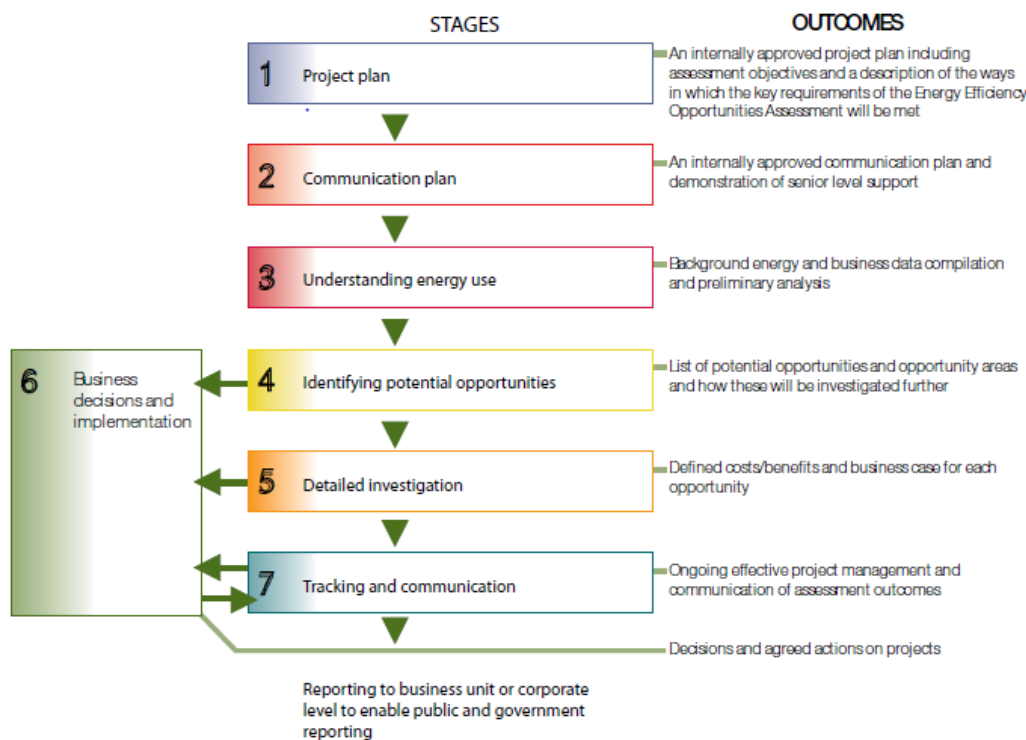 STAGES
OUTCOMES
1
Project plan
An internally approved project plan including
assessment objectives and a description of the ways
in which the key requirements of the Energy Efficiency
Opportunities Assessment will be met
2
Communication plan
An internally approved communication plan and
demonstration of senior level support
3
Understanding energy use
Background energy and business data compilation
and preliminary analysis
6
Business
decisions and
implementation
4
Identifying potential opportunities
List of potential opportunities and opportunity areas
and how these will be investigated further
5
Detailed investigation
Defined costs/benefits and business case for each
opportunity
7
Tracking and communication
Ongoing effective project management and
communication of assessment outcomes
Decisions and agreed actions on projects
Reporting to business unit or corporate
level to enable public and government
reporting